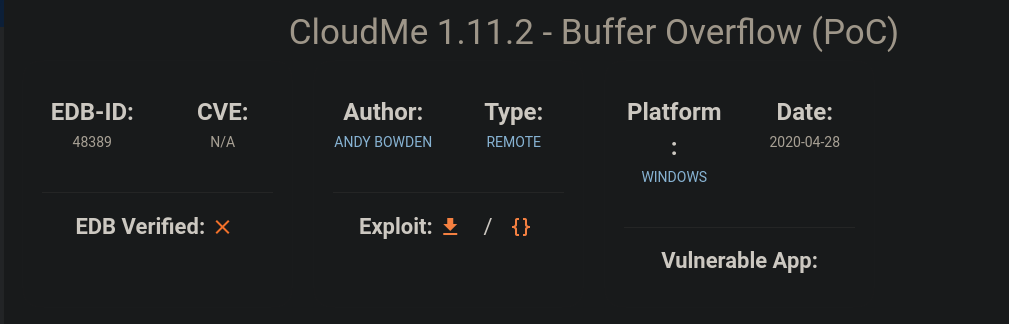 CloudMe 1.11.2 - Buffer Overflow (PoC)
EDB-ID:
48389
CVE:
N/A
Author:
ANDY BOWDEN
Type:
REMOTE
Platform
:
WINDOWS
Date:
2020-04-28
EDB Verified:
Exploit: / {}
Vulnerable App: